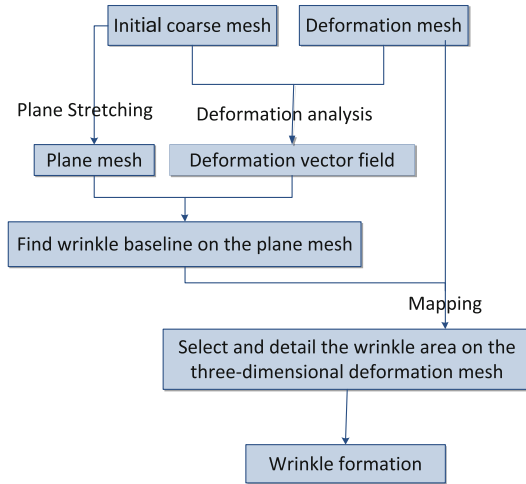 Initial coarse mesh
Deformation mesh
Plane Stretching
Deformation analysis
Plane mesh
Deformation vector field
Find wrinkle baseline on the plane mesh
Mapping
Select and detail the wrinkle area on the
three-dimensional deformation mesh
Wrinkle formation